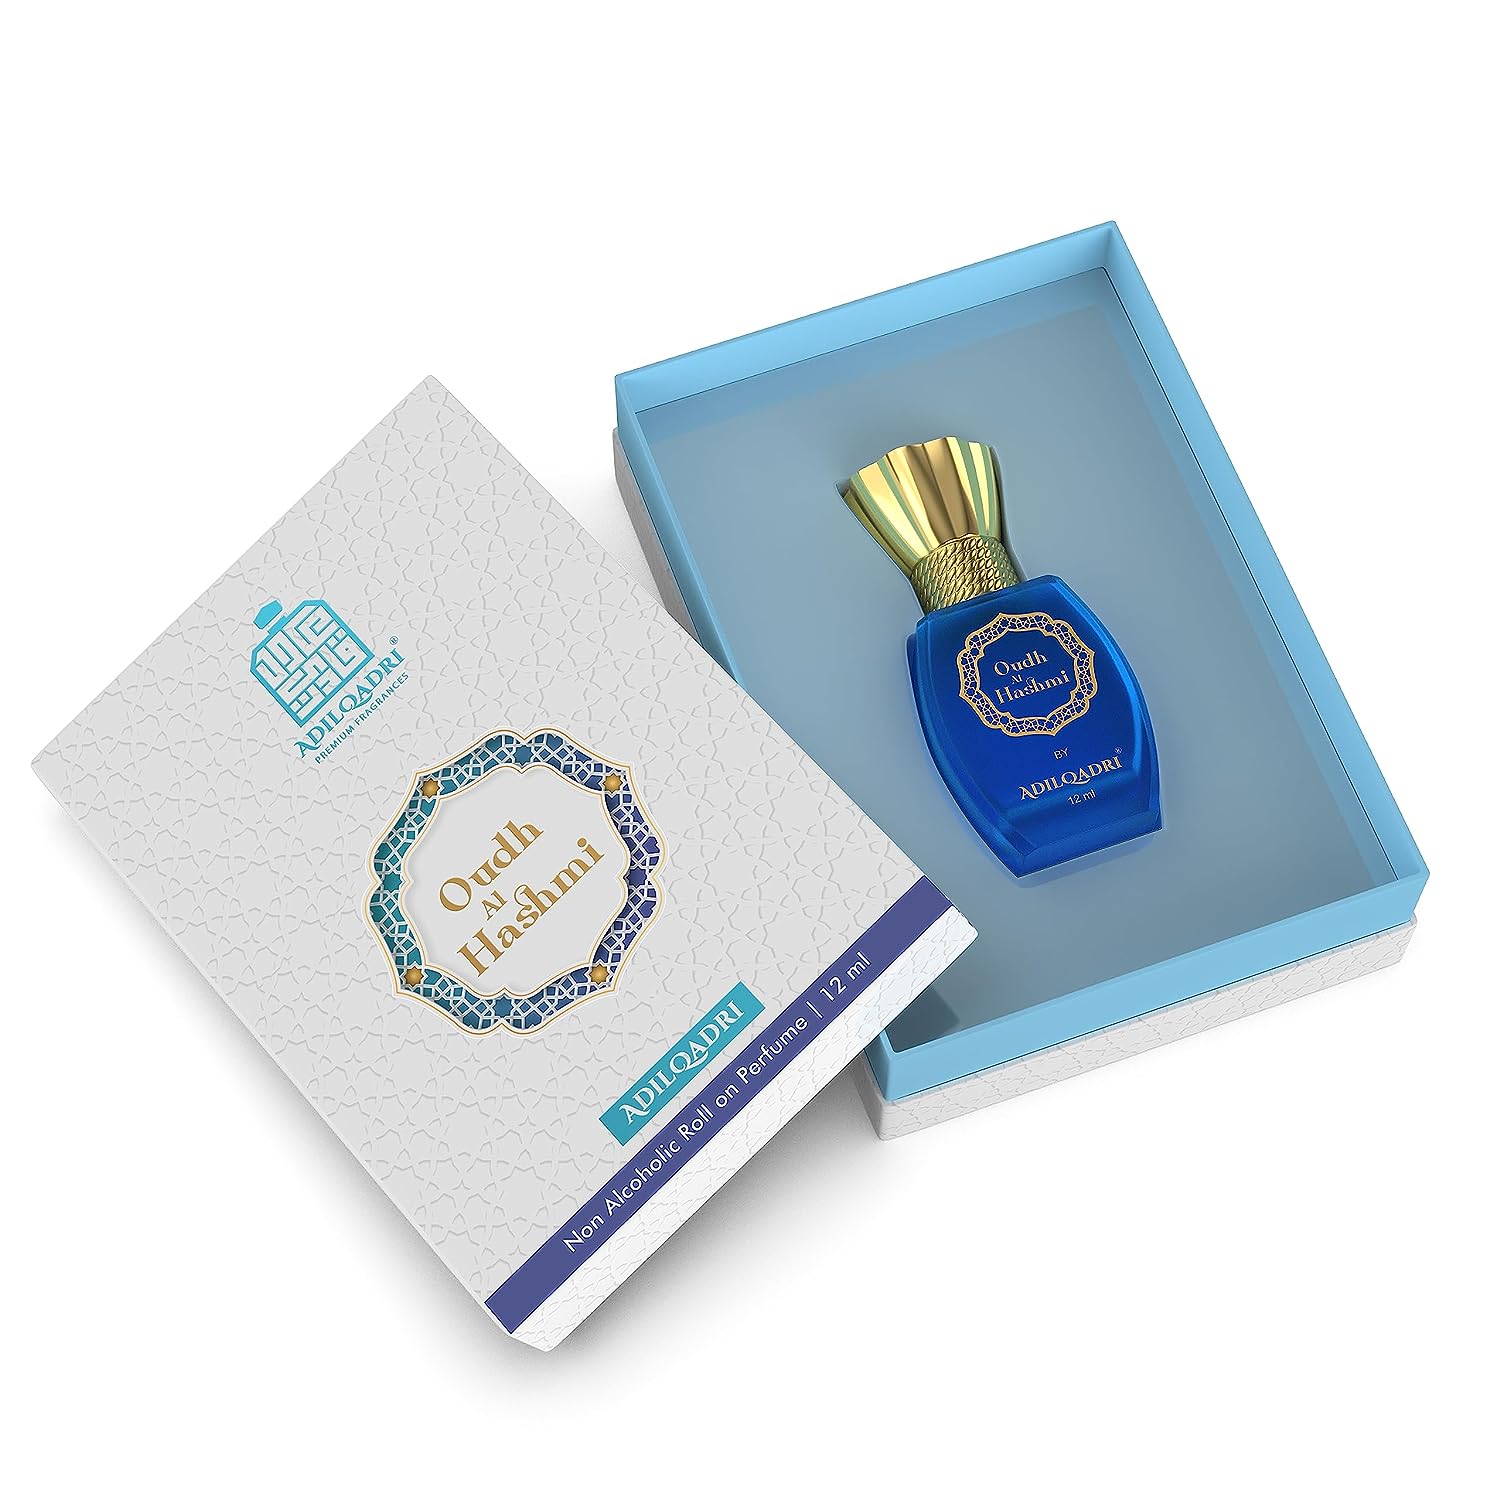 ADILQADRI®
PREMIUM FRAGRANCES
Oudh
Al
Hashmi
ADILQADRI
Non Alcoholic Roll on Perfume | 12 ml
Oudh
Al
Hashmi
BY
ADILQADRI®
12 ml